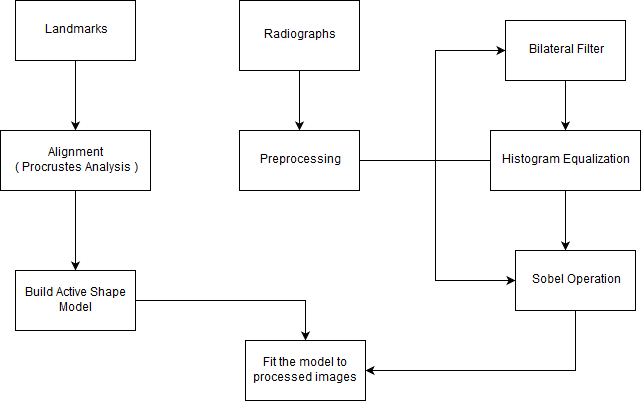 Landmarks
Radiographs
Bilateral Filter
Alignment
( Procrustes Analysis )
Preprocessing
Histogram Equalization
Build Active Shape
Model
Sobel Operation
Fit the model to
processed images